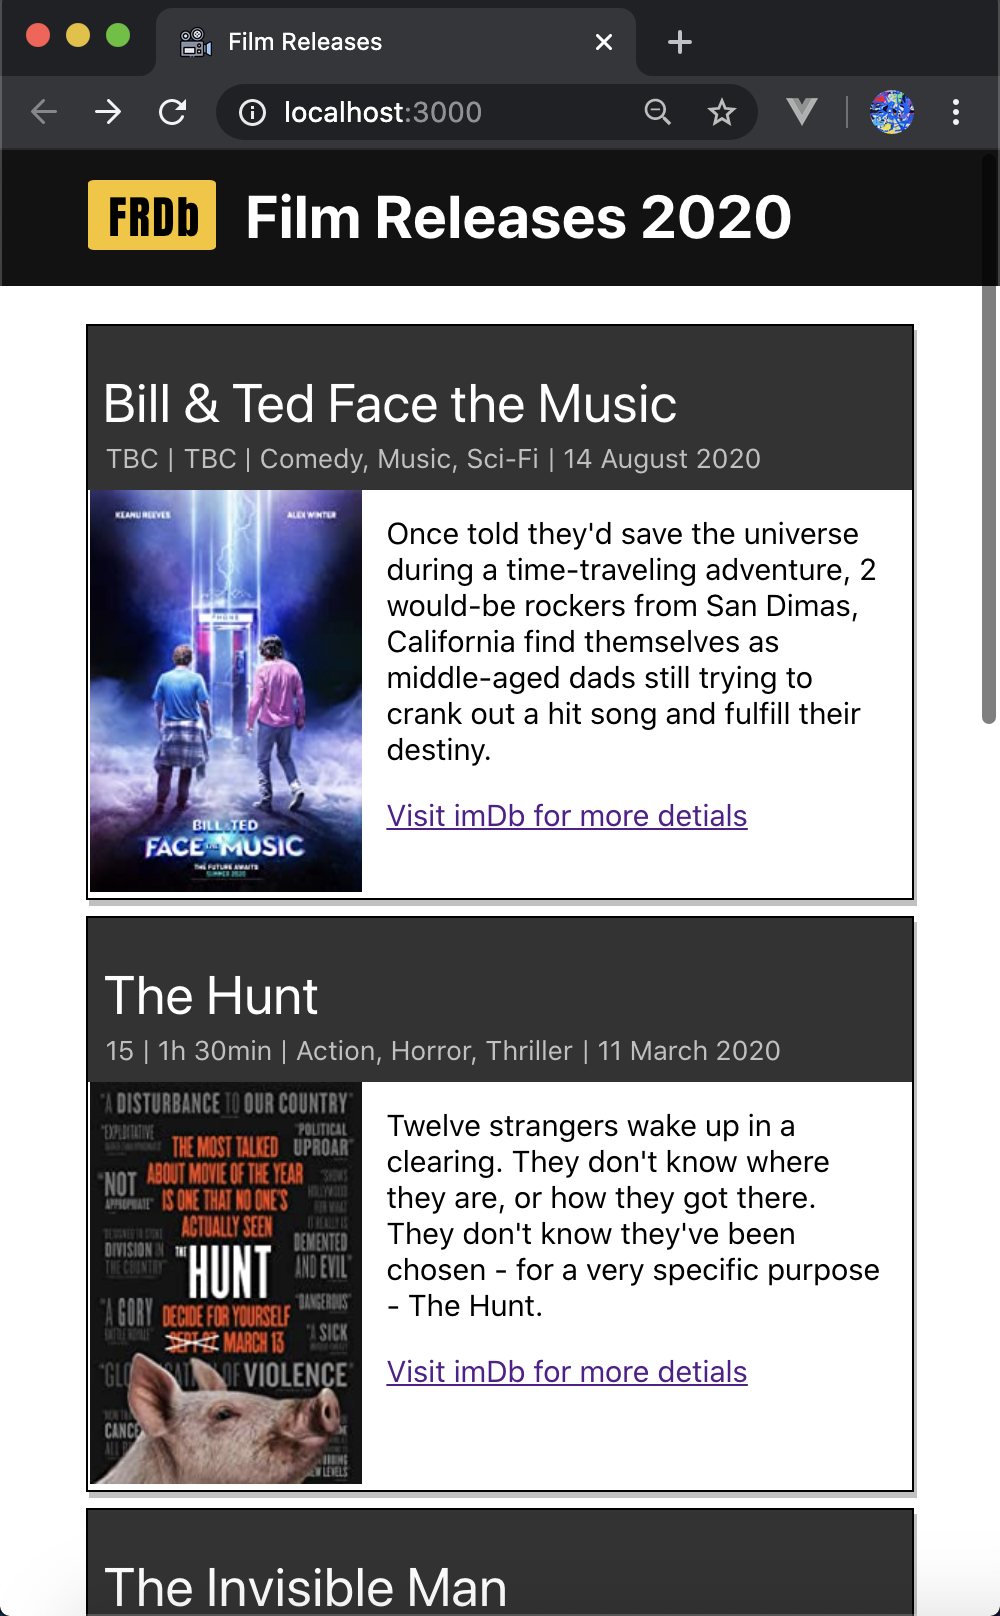 Film Releases
localhost:3000
FRDb Film Releases 2020
Bill & Ted Face the Music
TBC | TBC | Comedy, Music, Sci-Fi | 14 August 2020
KEANU REEVES
ALEX WINTER
PHONE
BILL TED
FACE THE MUSIC
THE FUTURE AWAITS
SUMMER 2020
Once told they'd save the universe
during a time-traveling adventure, 2
would-be rockers from San Dimas,
California find themselves as
middle-aged dads still trying to
crank out a hit song and fulfill their
destiny.
Visit imDb for more detials
The Hunt
15 | 1h 30min | Action, Horror, Thriller | 11 March 2020
"A DISTURBANCE TO OUR COUNTRY"
"EXPLOITATIVE
"POLITICAL
UPROAR"
THE MOST TALKED
ABOUT MOVIE OF THE YEAR
IS ONE THAT NO ONE'S
ACTUALLY SEEN
"NOT
APPROPRIATE"
DEMENTED
AND EVIL"
DIVISION IN
THE COUNTRY"
THE
HUNT
"DANGEROUS"
"A GORY
BATTLE ROYALE"
DECIDE FOR YOURSELF
SEPT 27 MARCH 13
"A SICK
OF VIOLENCE"
Twelve strangers wake up in a
clearing. They don't know where
they are, or how they got there.
They don't know they've been
chosen - for a very specific purpose
- The Hunt.
Visit imDb for more detials
The Invisible Man